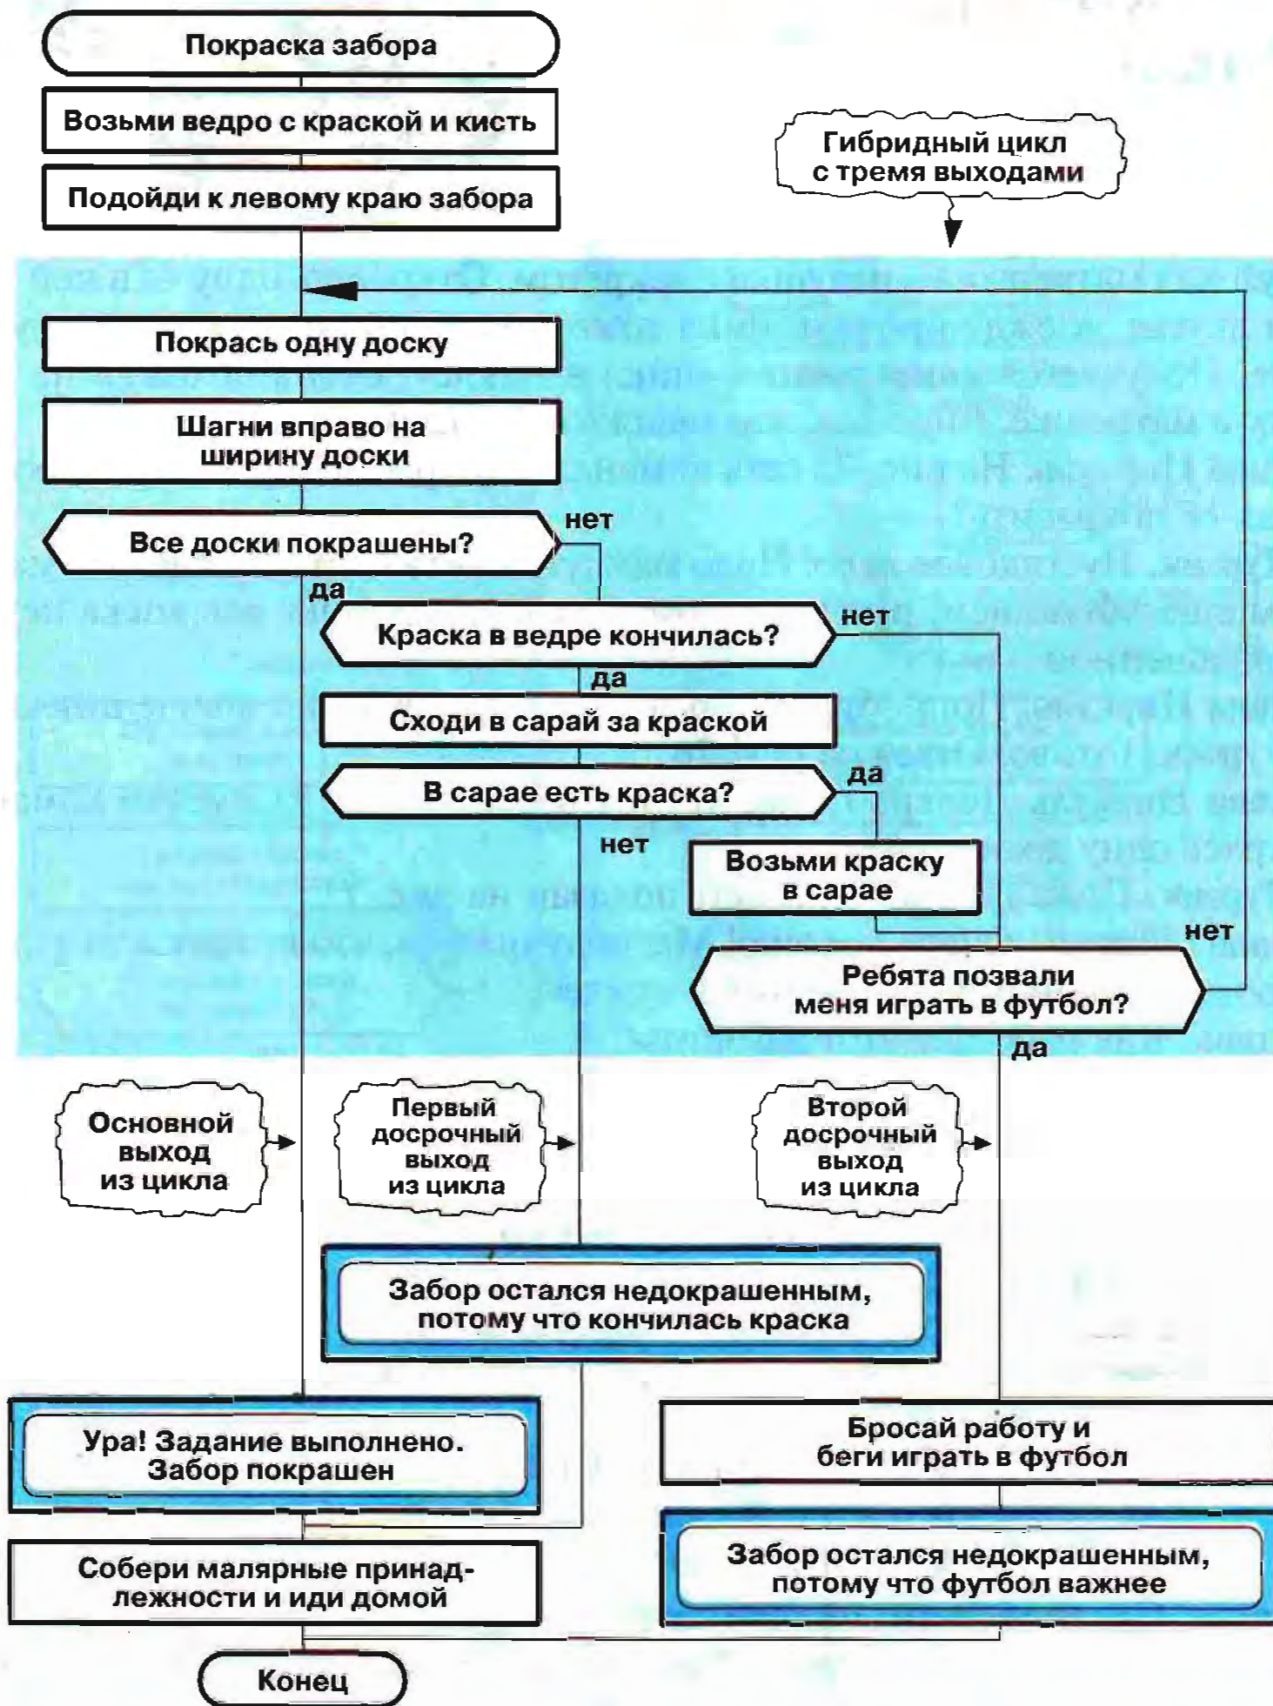 Покраска забора
Возьми ведро с краской и кисть
Подойди к левому краю забора
Гибридный цикл
с тремя выходами
Покрась одну доску
Шагни вправо на
ширину доски
Все доски покрашены?
нет
да
Краска в ведре кончилась?
нет
да
Сходи в сарай за краской
В сарае есть краска?
да
нет
Возьми краску
в сарае
Ребята позвали
меня играть в футбол?
нет
да
Основной
выход
из цикла
Первый
досрочный
выход
из цикла
Второй
досрочный
выход
из цикла
Забор остался недокрашенным,
потому что кончилась краска
Ура! Задание выполнено.
Забор покрашен
Бросай работу и
беги играть в футбол
Собери малярные принад-
лежности и иди домой
Забор остался недокрашенным,
потому что футбол важнее
Конец